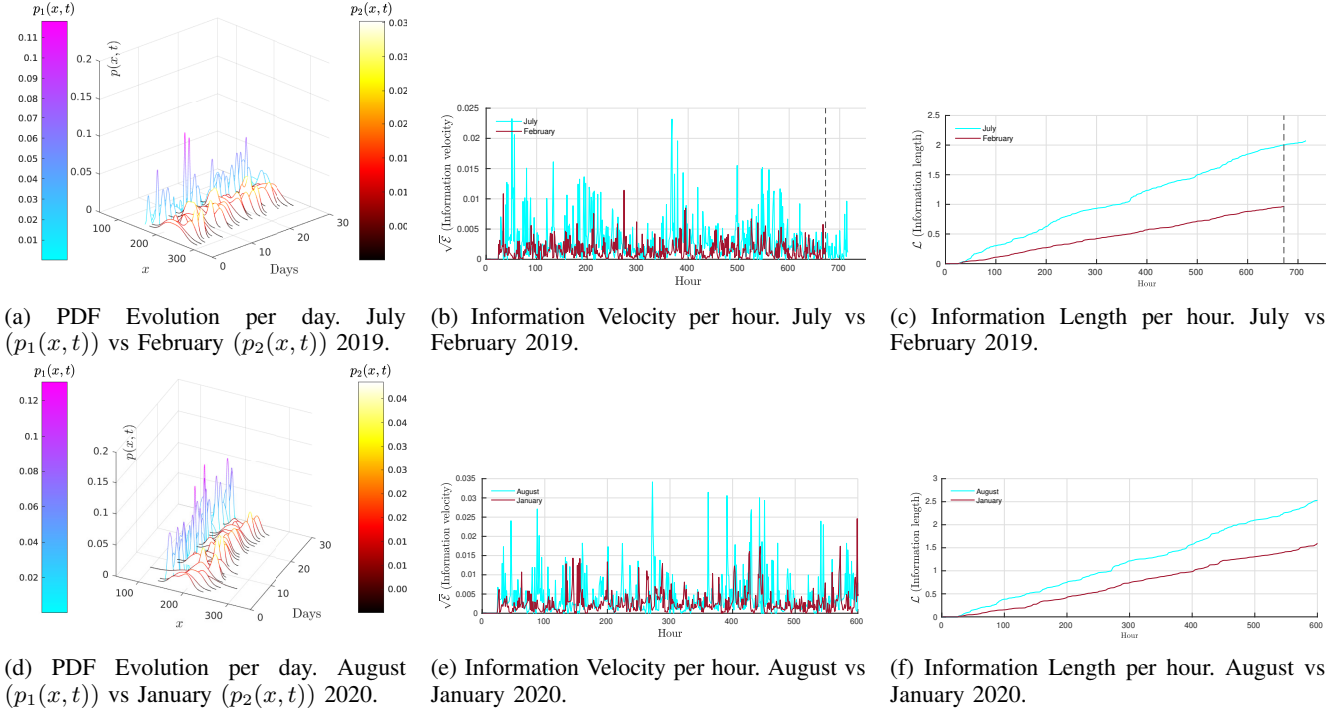 p₁(x, t)
0.11
0.1
0.09
0.08
0.07
0.06
0.05
0.04
0.03
0.02
0.01
p(x, t)
0.2
0.15
0.1
0.05
0
100
200
300
x
0
10
20
30
Days
p₂(x, t)
0.03
0.03
0.02
0.02
0.01
0.01
0.00
√ℰ (Information velocity)
0.025
0.02
0.015
0.01
0.005
0
July
February
0 100 200 300 400 500 600 700
Hour
ℒ (Information length)
2.5
2
1.5
1
0.5
0
July
February
0 100 200 300 400 500 600 700
Hour
(a) PDF Evolution per day. July
(p₁(x, t)) vs February (p₂(x, t)) 2019.
(b) Information Velocity per hour. July vs
February 2019.
(c) Information Length per hour. July vs
February 2019.
p₁(x, t)
0.12
0.1
0.08
0.06
0.04
0.02
p(x, t)
0.2
0.15
0.1
0.05
0
100
200
300
x
0
10
20
30
Days
p₂(x, t)
0.04
0.04
0.03
0.03
0.02
0.02
0.01
0.01
0.00
√ℰ (Information velocity)
0.035
0.03
0.025
0.02
0.015
0.01
0.005
0
August
January
0 100 200 300 400 500 600
Hour
ℒ (Information length)
3
2.5
2
1.5
1
0.5
0
August
January
0 100 200 300 400 500 600
Hour
(d) PDF Evolution per day. August
(p₁(x, t)) vs January (p₂(x, t)) 2020.
(e) Information Velocity per hour. August vs
January 2020.
(f) Information Length per hour. August vs
January 2020.